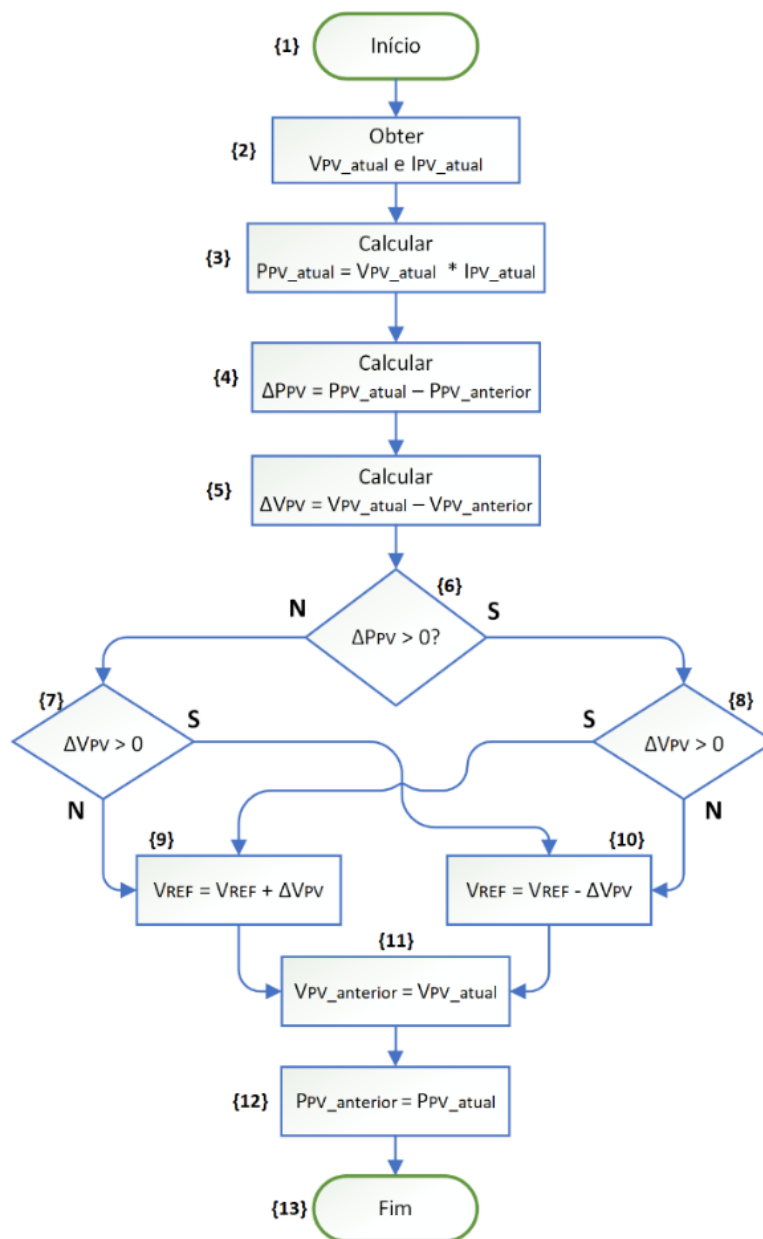 {1}
Início
{2}
Obter
VPV_atual e IPV_atual
{3}
Calcular
PPV_atual = VPV_atual * IPV_atual
{4}
Calcular
ΔPPV = PPV_atual – PPV_anterior
{5}
Calcular
ΔVPV = VPV_atual – VPV_anterior
{6}
N
S
ΔPPV > 0?
{7}
{8}
S
S
ΔVPV > 0
ΔVPV > 0
N
N
{9}
{10}
VREF = VREF + ΔVPV
VREF = VREF - ΔVPV
{11}
VPV_anterior = VPV_atual
{12}
PPV_anterior = PPV_atual
{13}
Fim